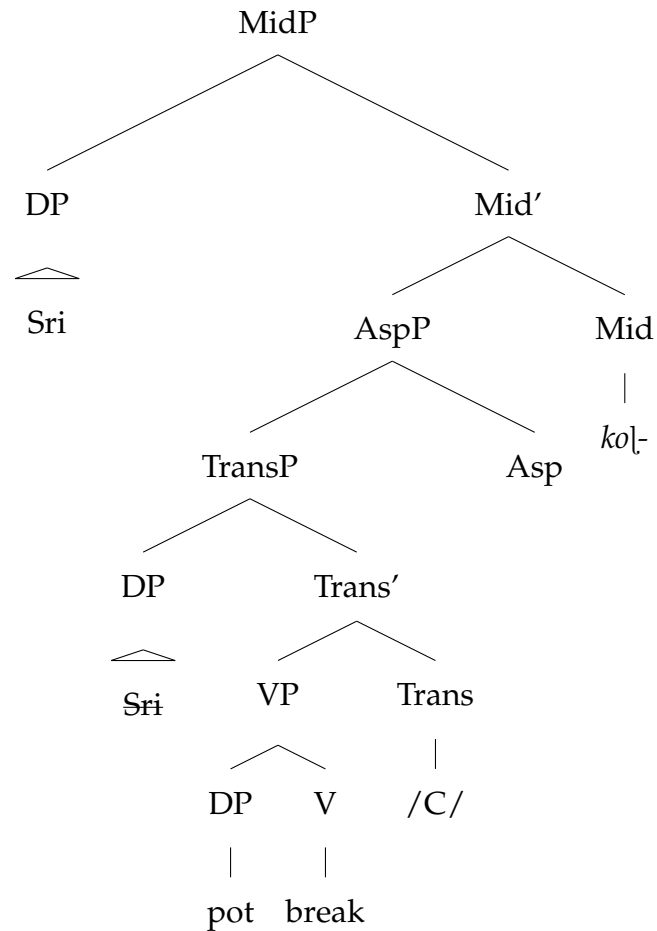 MidP
DP Mid’
Sri AspP Mid
TransP Asp koḷ-
DP Trans’
Sri VP Trans
DP V /C/
pot break